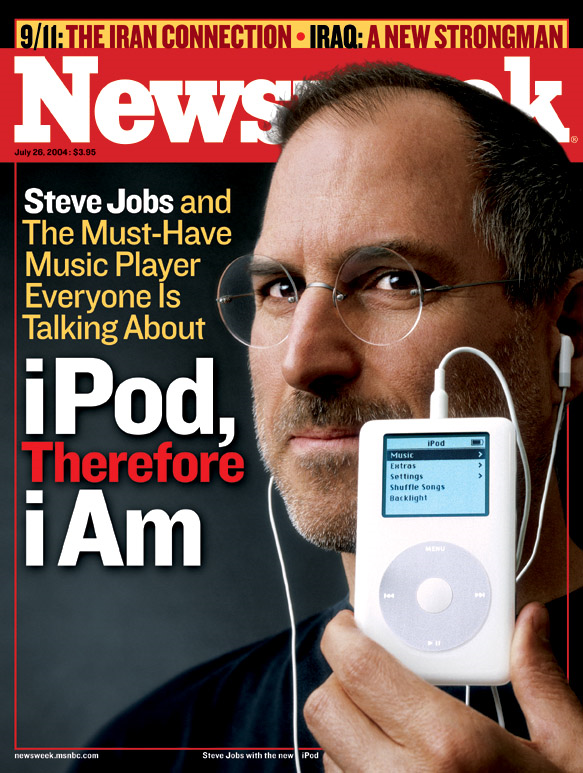 9/11: THE IRAN CONNECTION • IRAQ: A NEW STRONGMAN
Newsweek
July 26, 2004 : $3.95
Steve Jobs and
The Must-Have
Music Player
Everyone Is
Talking About
iPod,
Therefore
i Am
iPod
Music >
Extras >
Settings >
Shuffle Songs
Backlight
MENU
newsweek.msnbc.com
Steve Jobs with the new iPod